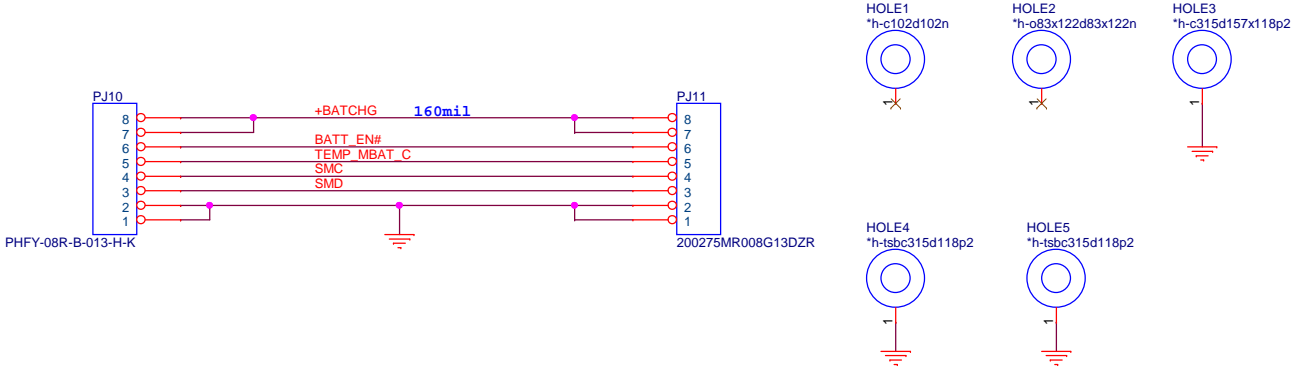 HOLE1
*h-c102d102n
1
HOLE2
*h-o83x122d83x122n
1
HOLE3
*h-c315d157x118p2
1
PJ10
8
7
6
5
4
3
2
1
PHFY-08R-B-013-H-K
+BATCHG 160mil
BATT_EN#
TEMP_MBAT_C
SMC
SMD
PJ11
8
7
6
5
4
3
2
1
200275MR008G13DZR
HOLE4
*h-tsbc315d118p2
1
HOLE5
*h-tsbc315d118p2
1